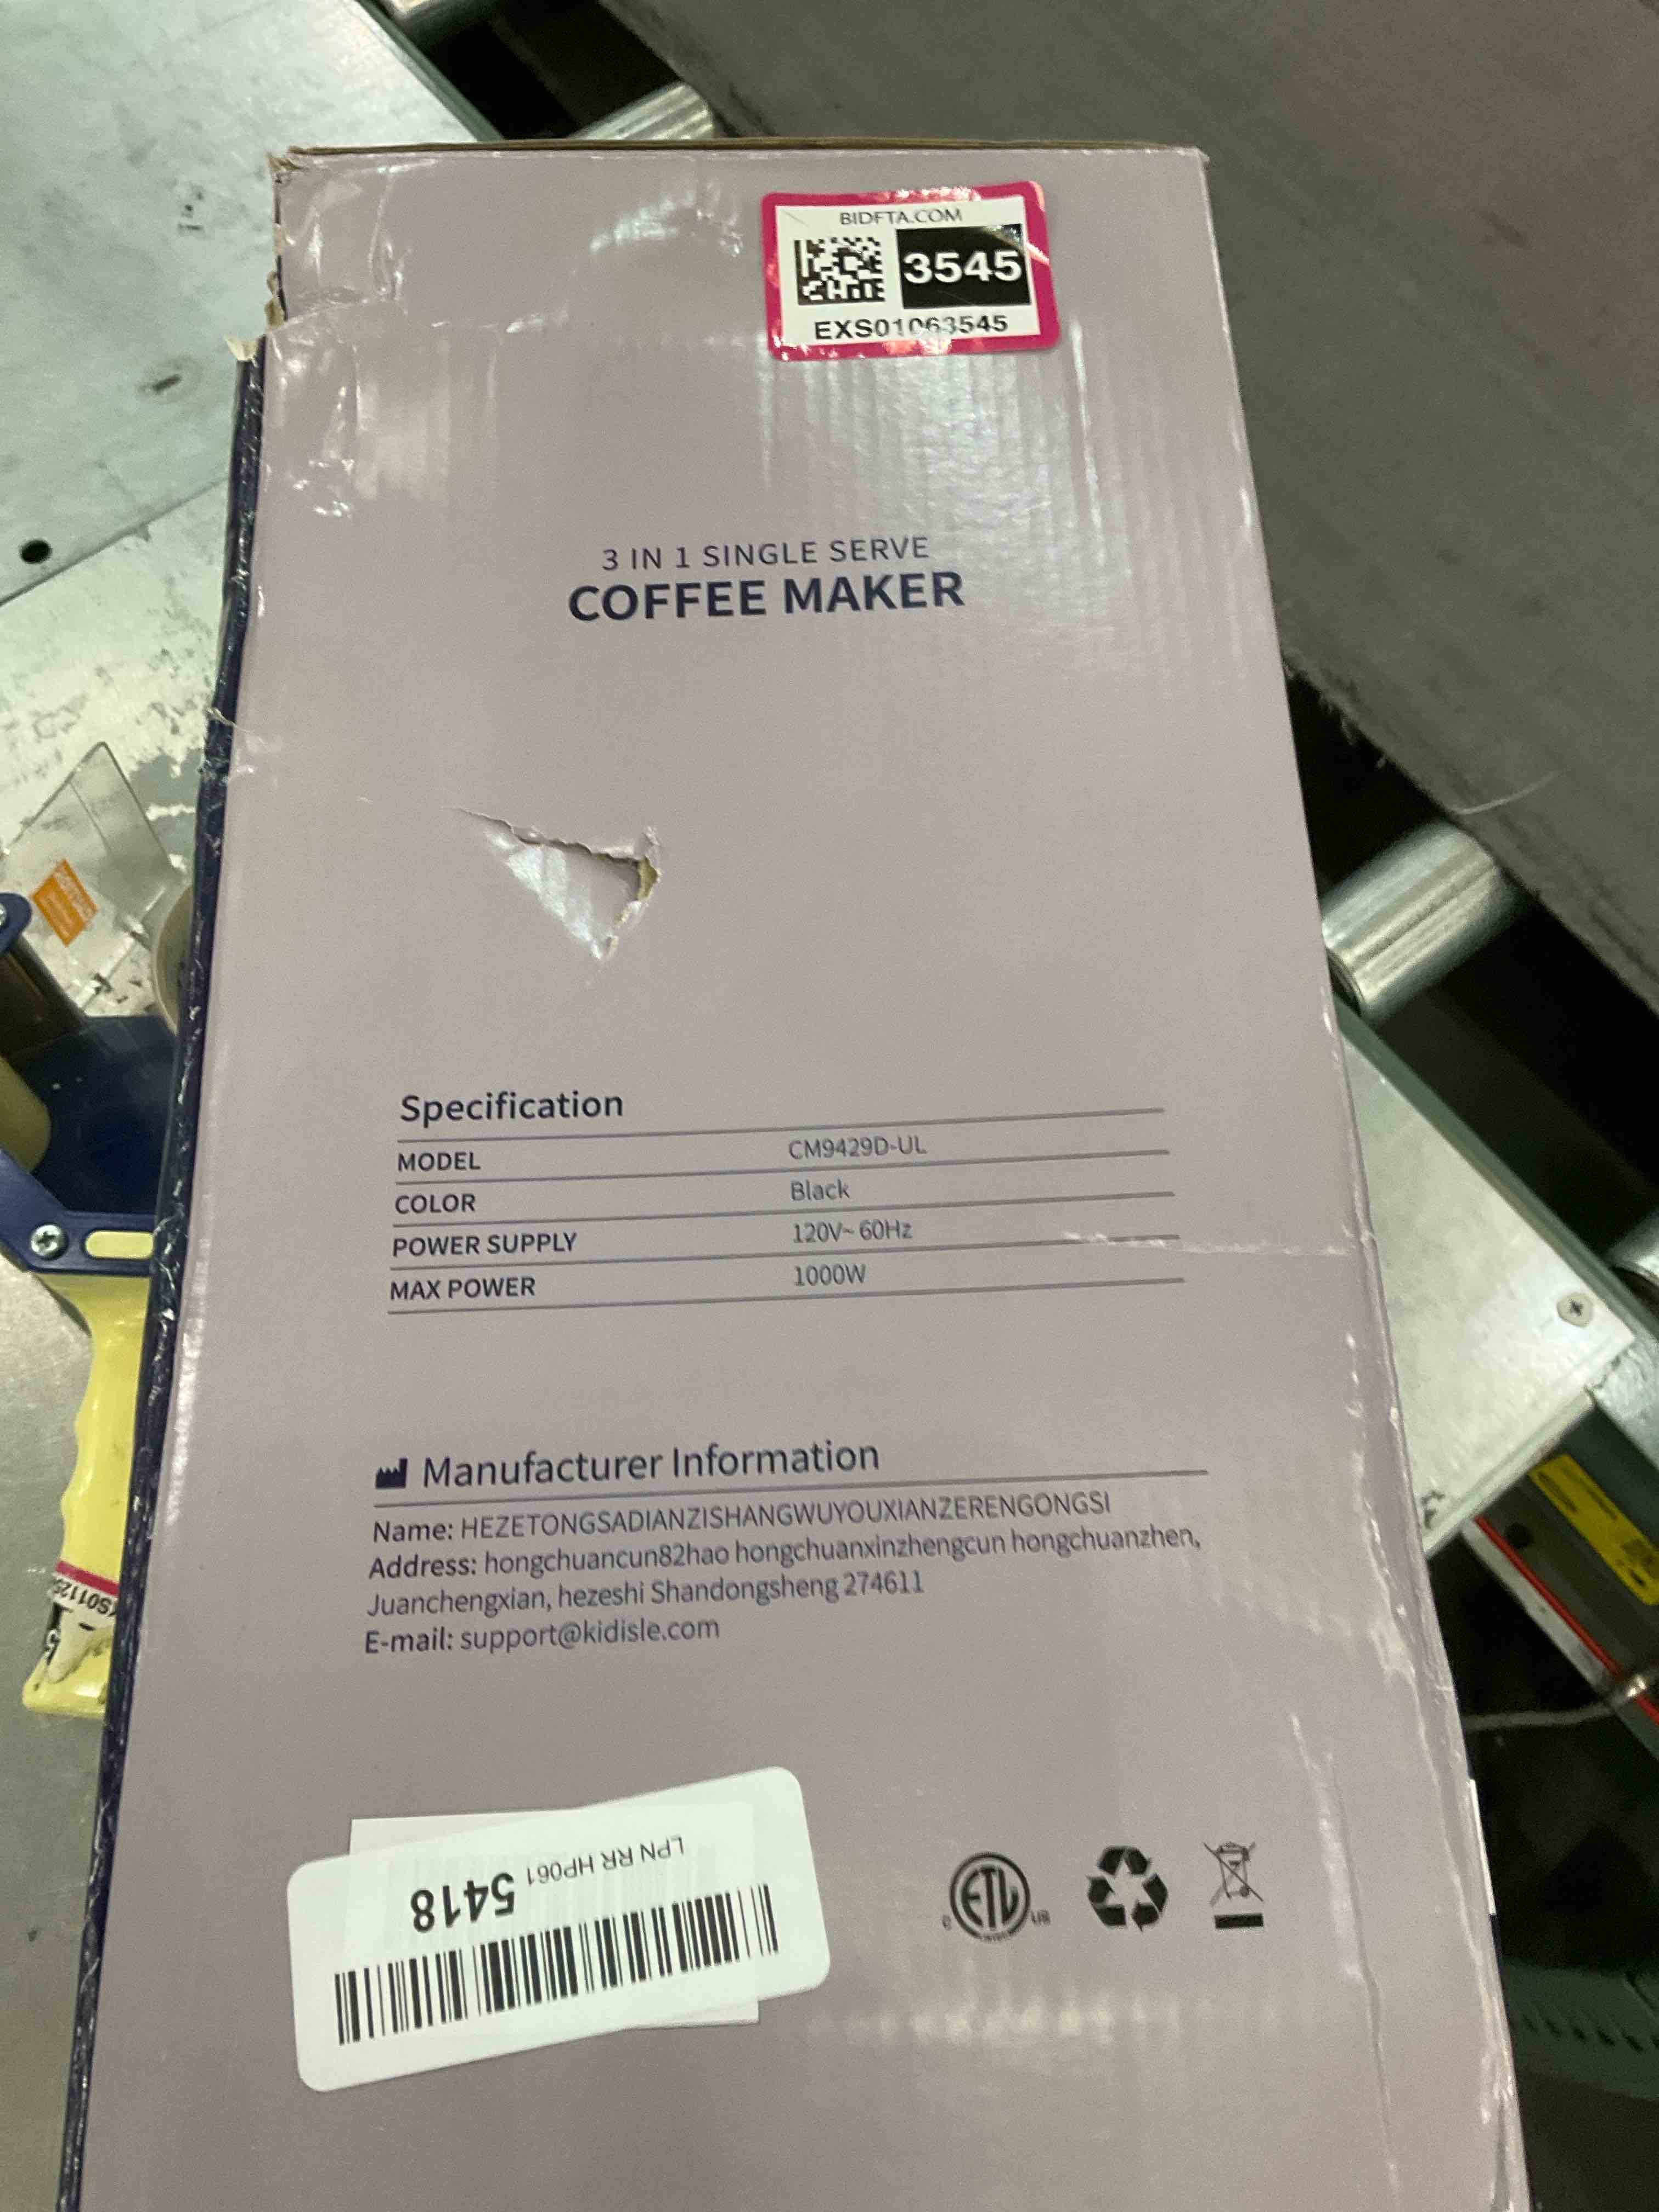 BIDFTA.COM
3545
EXS01063545
3 IN 1 SINGLE SERVE
COFFEE MAKER
Specification
MODEL CM9429D-UL
COLOR Black
POWER SUPPLY 120V~ 60Hz
MAX POWER 1000W
Manufacturer Information
Name: HEZETONGSADIANZISHANGWUYOUXIANZERENGONGSI
Address: hongchuancun82hao hongchuanxinzhengcun hongchuanzhen,
Juanchengxian, hezeshi Shandongsheng 274611
E-mail: support@kidisle.com
LPN RR HP061 5418
ETL
c us